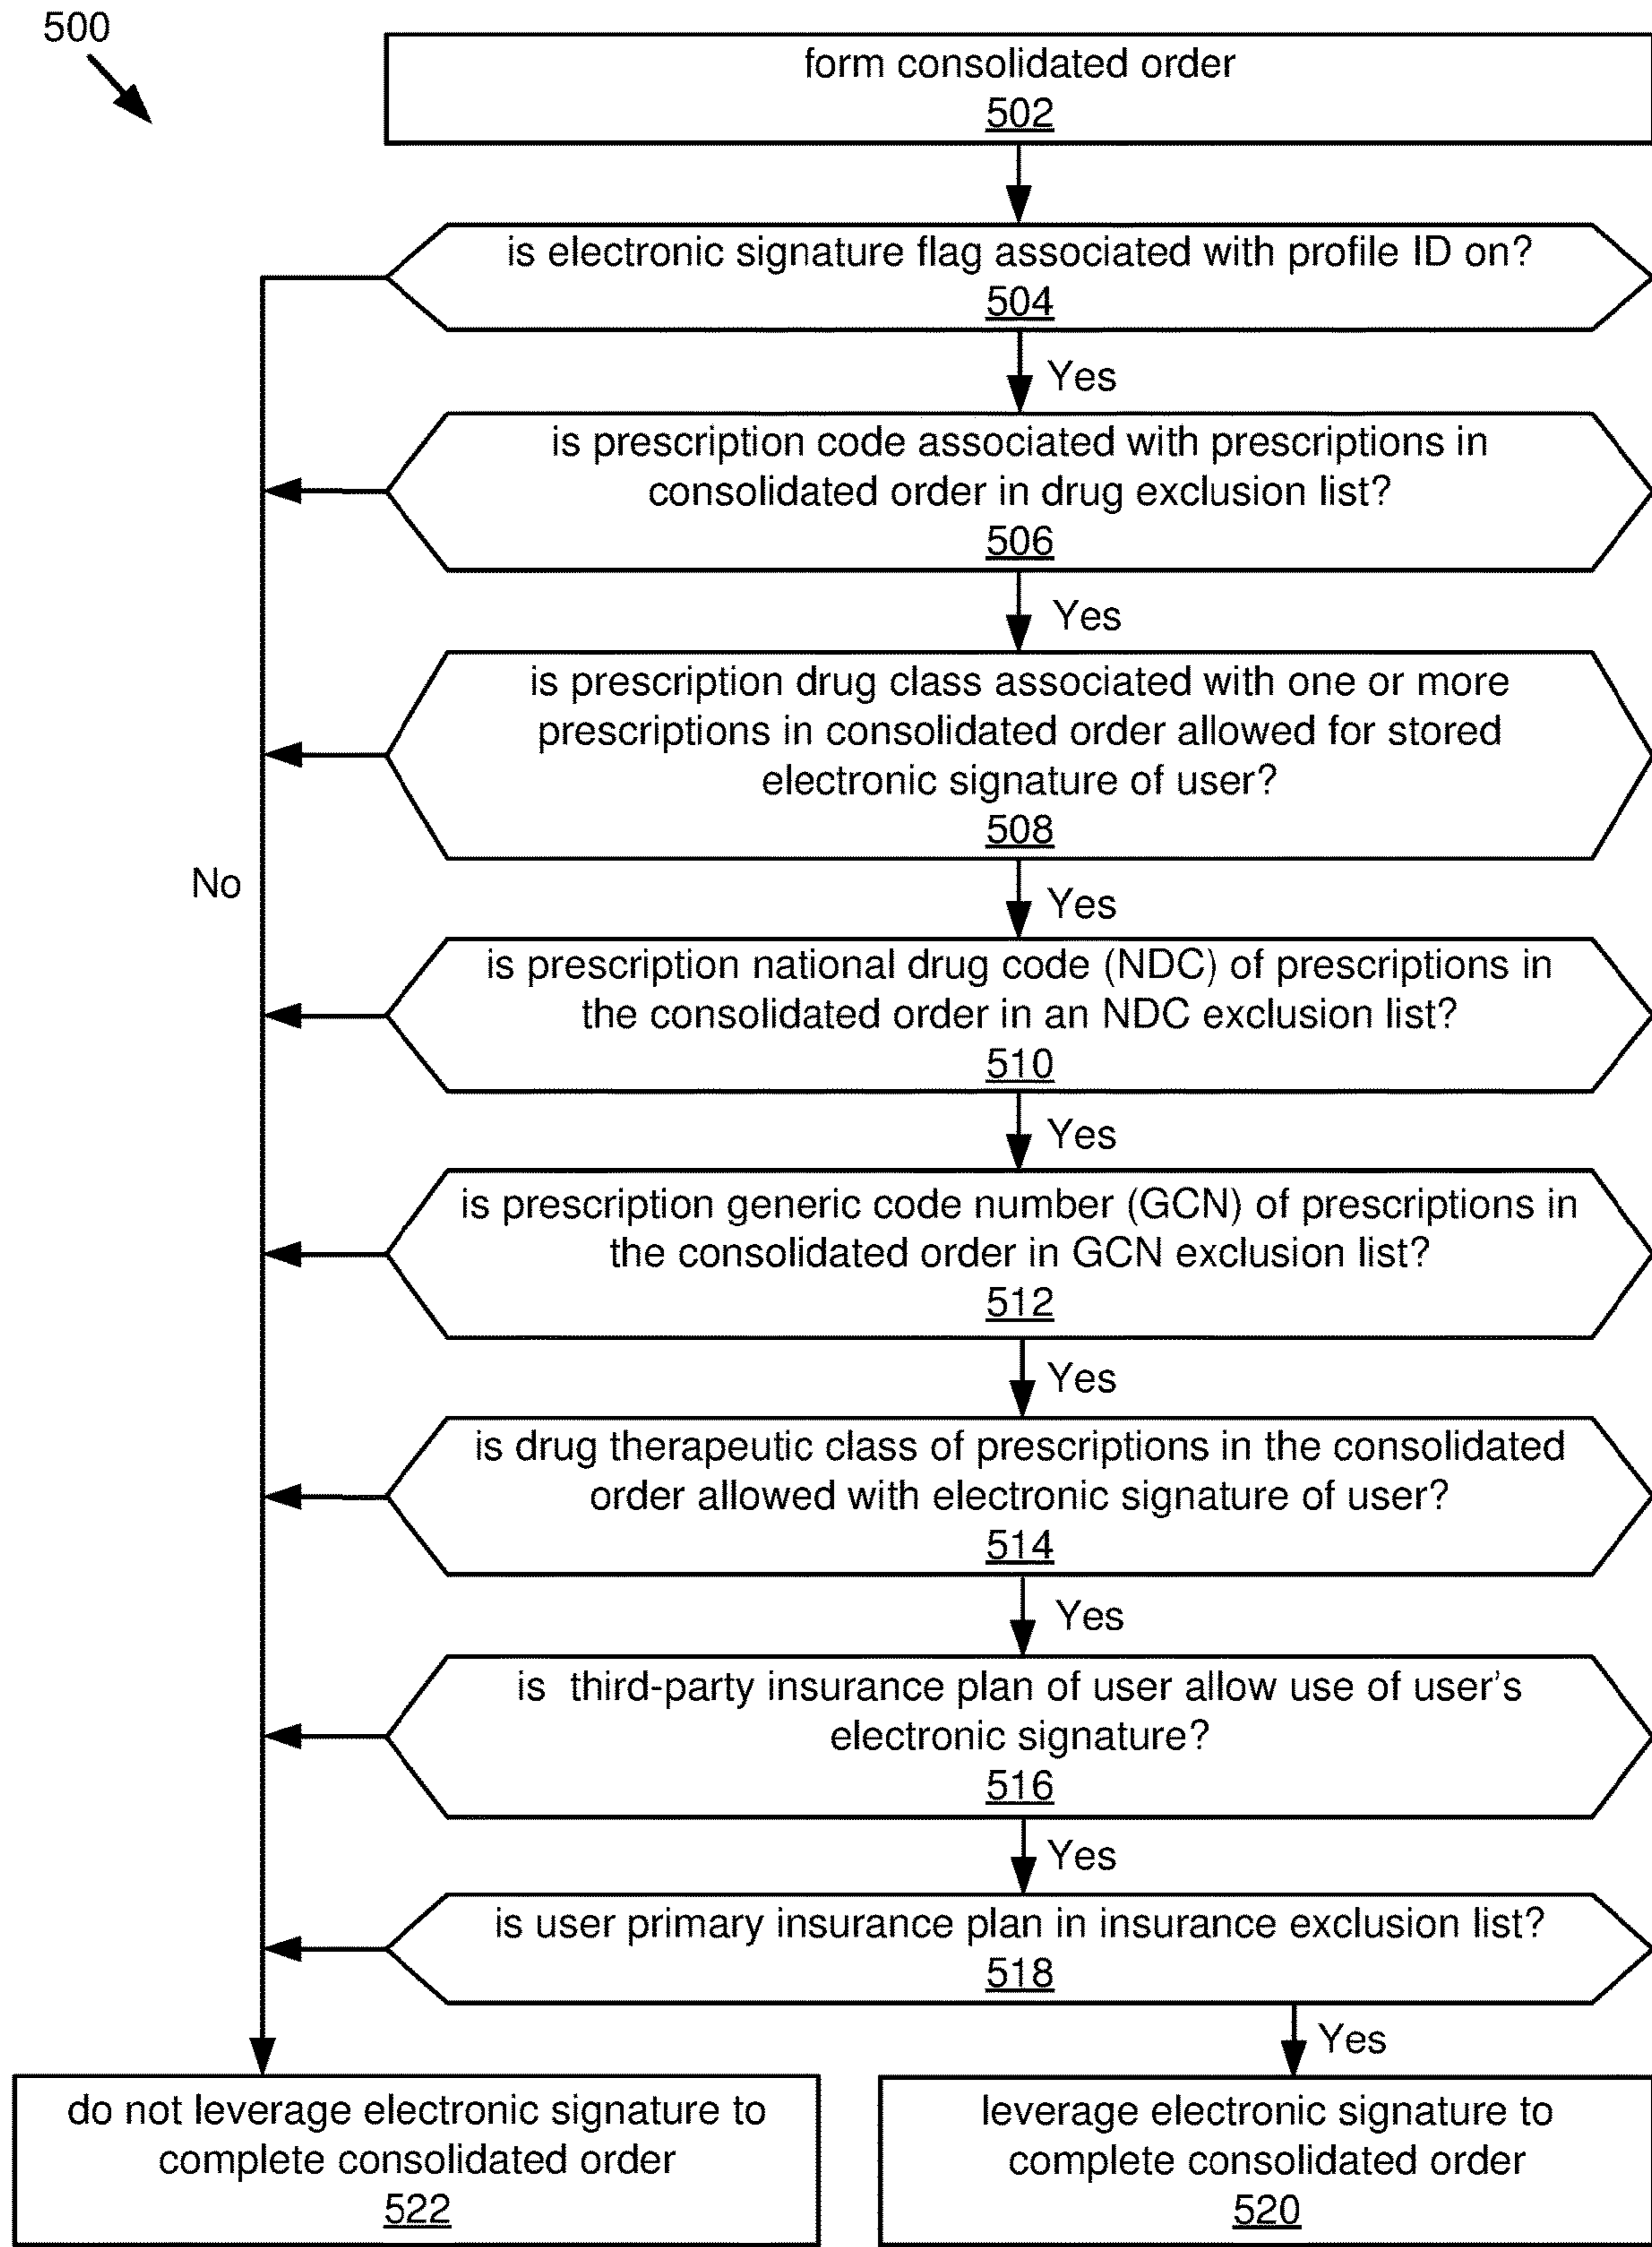 500
form consolidated order
502
is electronic signature flag associated with profile ID on?
504
Yes
is prescription code associated with prescriptions in
consolidated order in drug exclusion list?
506
Yes
is prescription drug class associated with one or more
prescriptions in consolidated order allowed for stored
electronic signature of user?
508
No
Yes
is prescription national drug code (NDC) of prescriptions in
the consolidated order in an NDC exclusion list?
510
Yes
is prescription generic code number (GCN) of prescriptions in
the consolidated order in GCN exclusion list?
512
Yes
is drug therapeutic class of prescriptions in the consolidated
order allowed with electronic signature of user?
514
Yes
is third-party insurance plan of user allow use of user's
electronic signature?
516
Yes
is user primary insurance plan in insurance exclusion list?
518
Yes
do not leverage electronic signature to
complete consolidated order
522
leverage electronic signature to
complete consolidated order
520